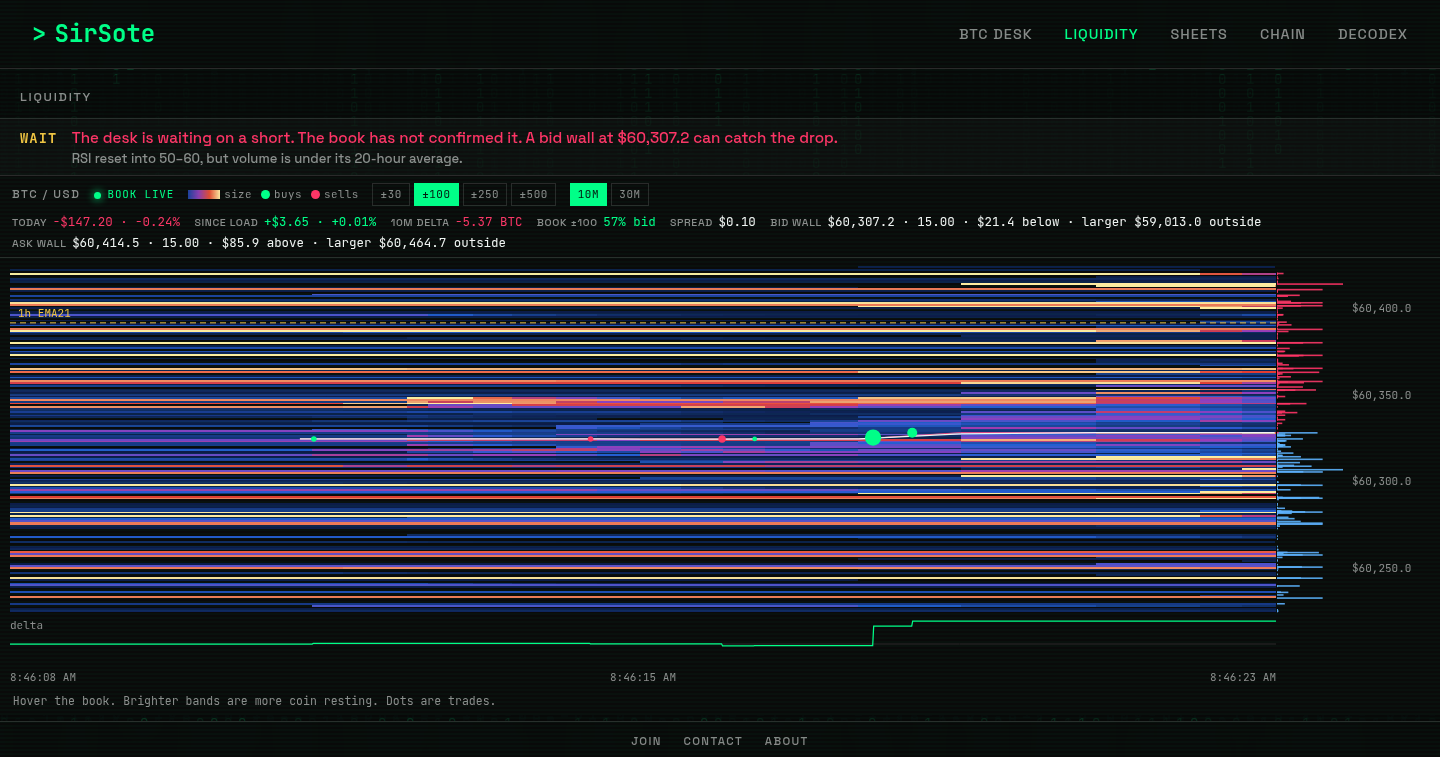 > SirSote
BTC DESK LIQUIDITY SHEETS CHAIN DECODEX
LIQUIDITY
WAIT The desk is waiting on a short. The book has not confirmed it. A bid wall at $60,307.2 can catch the drop.
RSI reset into 50–60, but volume is under its 20-hour average.
BTC / USD BOOK LIVE size buys sells ±30 ±100 ±250 ±500 10M 30M
TODAY -$147.20 · -0.24% SINCE LOAD +$3.65 · +0.01% 10M DELTA -5.37 BTC BOOK ±100 57% bid SPREAD $0.10 BID WALL $60,307.2 · 15.00 · $21.4 below · larger $59,013.0 outside
ASK WALL $60,414.5 · 15.00 · $85.9 above · larger $60,464.7 outside
1h EMA21
$60,400.0
$60,350.0
$60,300.0
$60,250.0
delta
8:46:08 AM 8:46:15 AM 8:46:23 AM
Hover the book. Brighter bands are more coin resting. Dots are trades.
JOIN CONTACT ABOUT